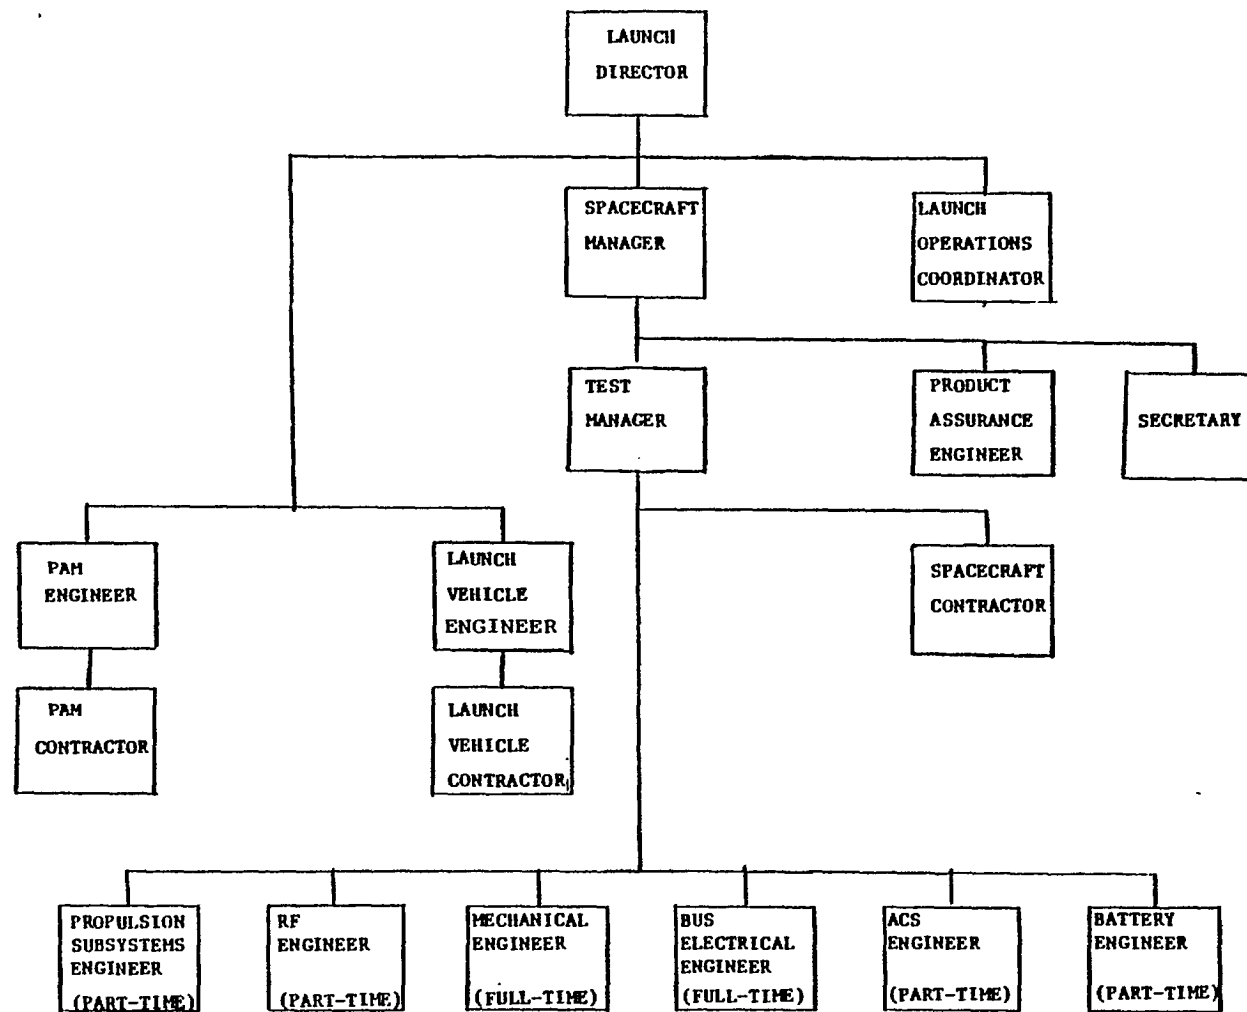 LAUNCH
DIRECTOR
SPACECRAFT
MANAGER
LAUNCH
OPERATIONS
COORDINATOR
TEST
MANAGER
PRODUCT
ASSURANCE
ENGINEER
SECRETARY
PAM
ENGINEER
LAUNCH
VEHICLE
ENGINEER
SPACECRAFT
CONTRACTOR
PAM
CONTRACTOR
LAUNCH
VEHICLE
CONTRACTOR
PROPULSION
SUBSYSTEMS
ENGINEER
(PART-TIME)
RF
ENGINEER
(PART-TIME)
MECHANICAL
ENGINEER
(FULL-TIME)
BUS
ELECTRICAL
ENGINEER
(FULL-TIME)
ACS
ENGINEER
(PART-TIME)
BATTERY
ENGINEER
(PART-TIME)